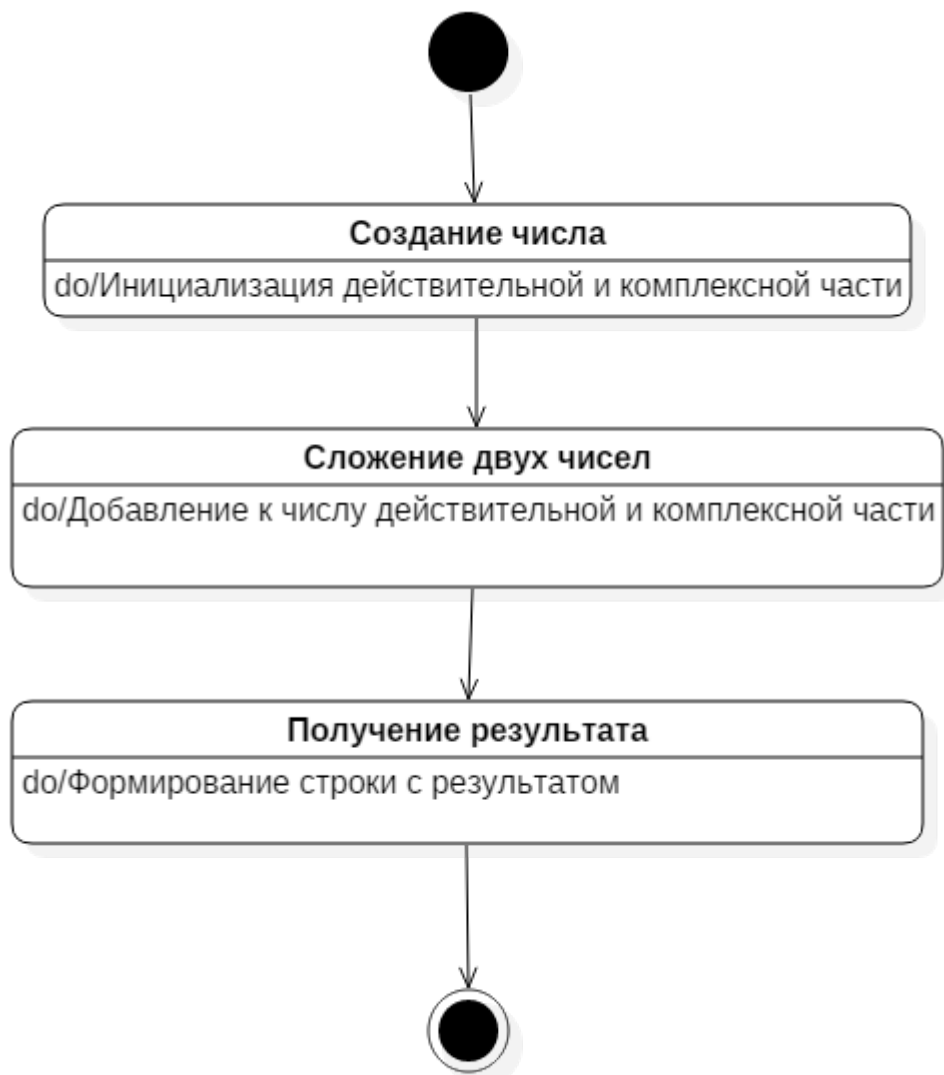 Создание числа
do/Инициализация действительной и комплексной части
Сложение двух чисел
do/Добавление к числу действительной и комплексной части
Получение результата
do/Формирование строки с результатом